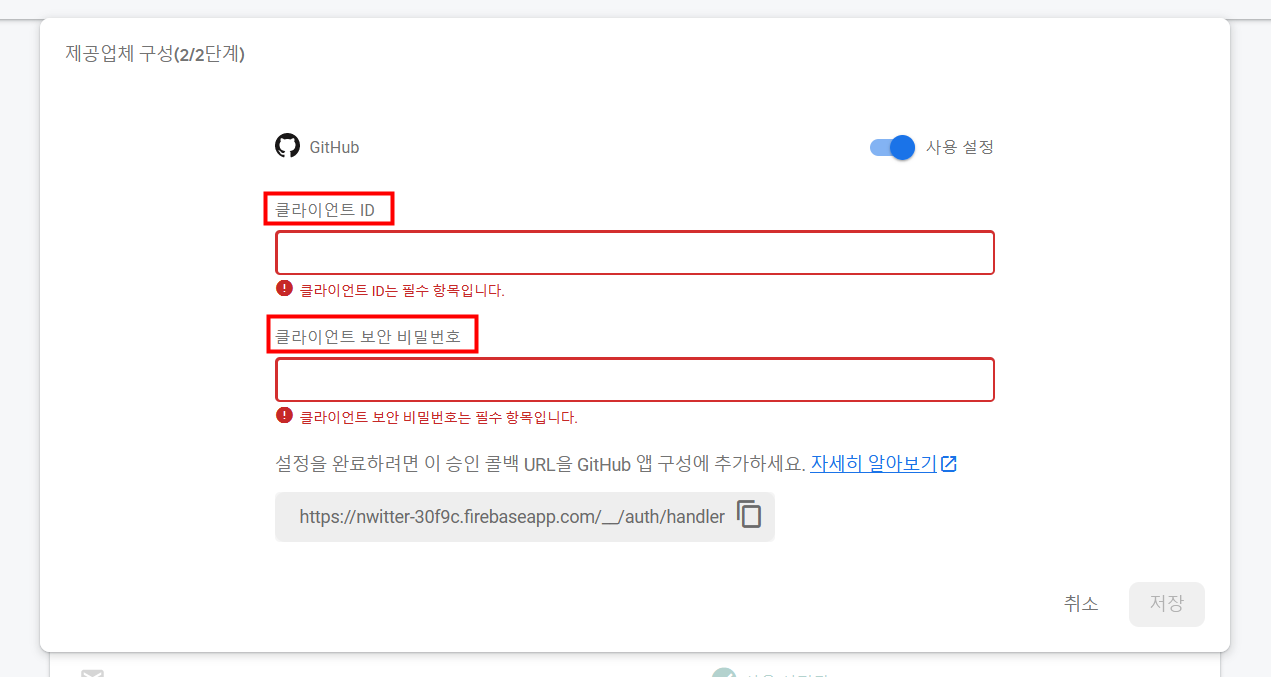 제공업체 구성(2/2단계)
GitHub
사용 설정
클라이언트 ID
클라이언트 ID는 필수 항목입니다.
클라이언트 보안 비밀번호
클라이언트 보안 비밀번호는 필수 항목입니다.
설정을 완료하려면 이 승인 콜백 URL을 GitHub 앱 구성에 추가하세요. 자세히 알아보기
https://nwitter-30f9c.firebaseapp.com/__/auth/handler
취소
저장